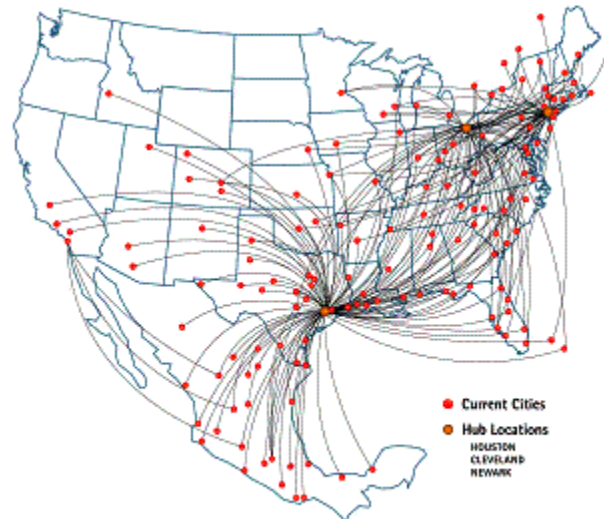 Current Cities
Hub Locations
HOUSTON
CLEVELAND
NEWARK